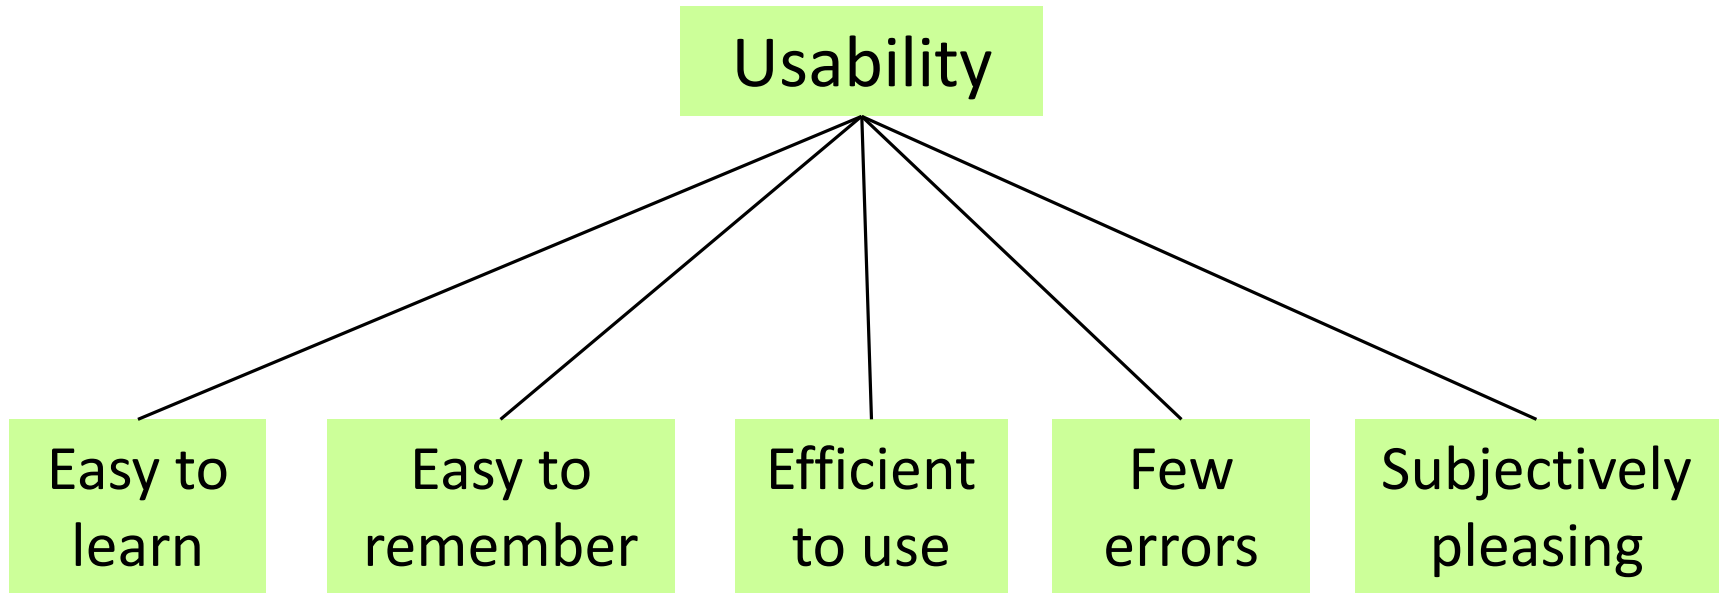 Usability
Easy to
learn
Easy to
remember
Efficient
to use
Few
errors
Subjectively
pleasing